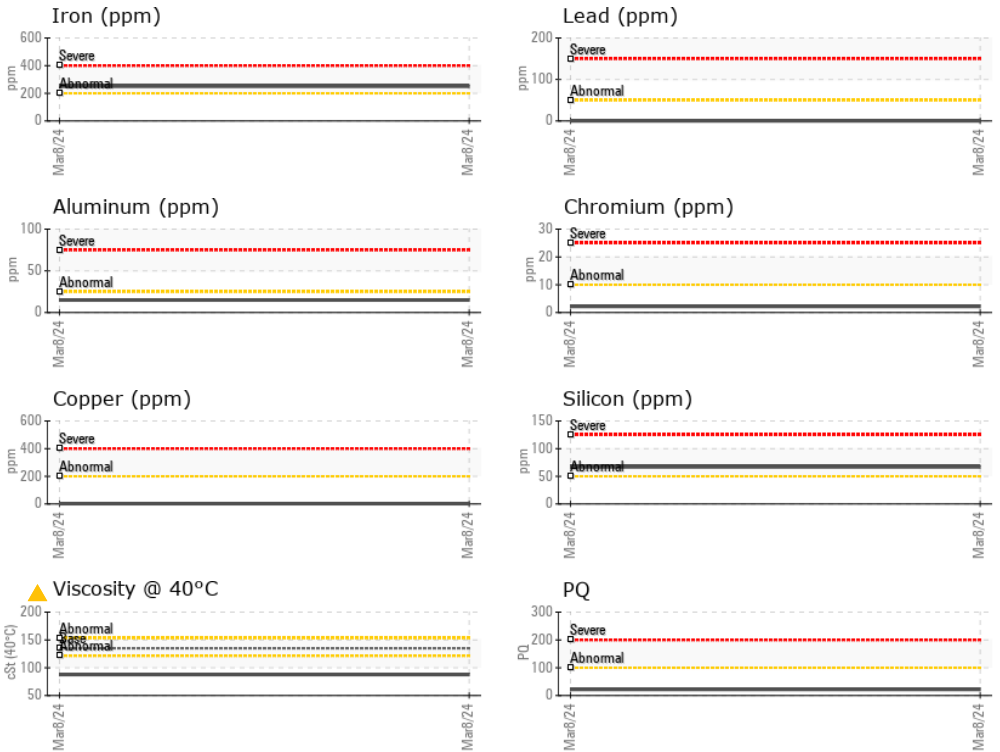 Iron (ppm)
600
400
200
0
ppm
Severe
Abnormal
Mar8/24
Mar8/24
Lead (ppm)
200
100
0
ppm
Severe
Abnormal
Mar8/24
Mar8/24
Aluminum (ppm)
100
50
0
ppm
Severe
Abnormal
Mar8/24
Mar8/24
Chromium (ppm)
30
20
10
0
ppm
Severe
Abnormal
Mar8/24
Mar8/24
Copper (ppm)
600
400
200
0
ppm
Severe
Abnormal
Mar8/24
Mar8/24
Silicon (ppm)
150
100
50
0
ppm
Severe
Abnormal
Mar8/24
Mar8/24
Viscosity @ 40°C
200
150
100
50
cSt (40°C)
Abnormal
Base
Abnormal
Mar8/24
Mar8/24
PQ
300
200
100
0
PQ
Severe
Abnormal
Mar8/24
Mar8/24